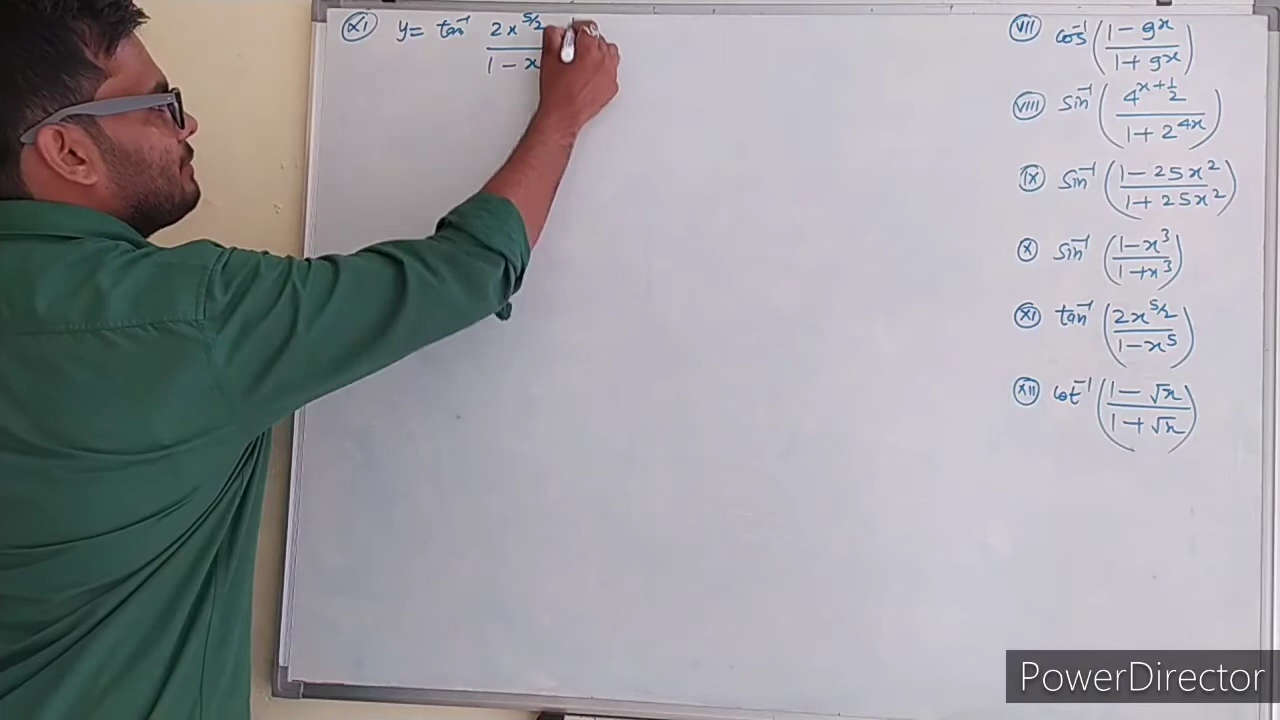 (XI) y = tan⁻¹ 2x^5/2 / 1 - x
(VII) cos⁻¹ (1 - 9^x / 1 + 9^x)
(VIII) sin⁻¹ (4^x+1/2 / 1 + 2^4x)
(IX) sin⁻¹ (1 - 25x² / 1 + 25x²)
(X) sin⁻¹ (1 - x³ / 1 + x³)
(XI) tan⁻¹ (2x^5/2 / 1 - x⁵)
(XII) cot⁻¹ (1 - √x / 1 + √x)
PowerDirector